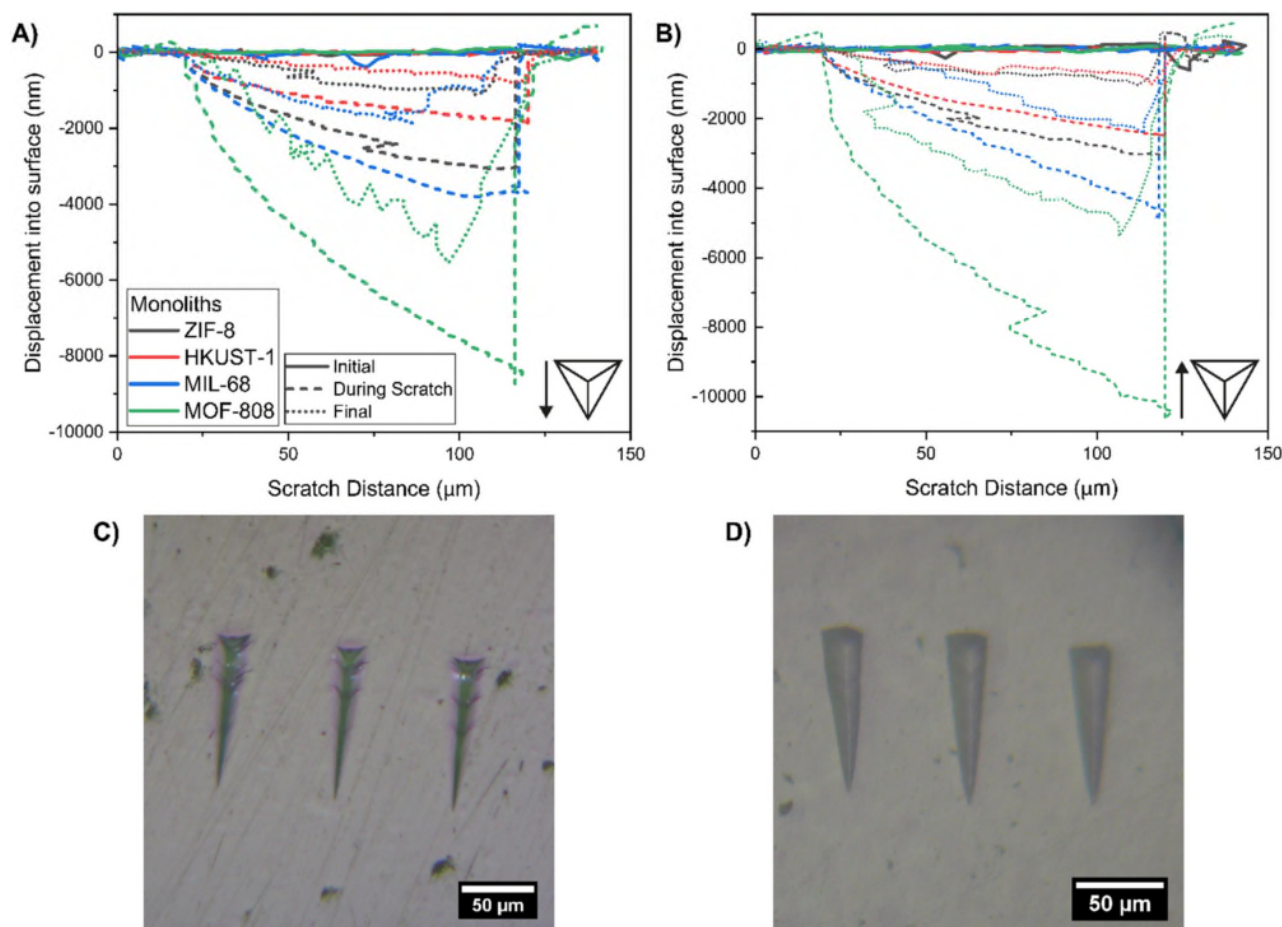 A)
Displacement into surface (nm)
0
-2000
-4000
-6000
-8000
-10000
Monoliths
ZIF-8
HKUST-1
MIL-68
MOF-808
Initial
During Scratch
Final
0
50
100
150
Scratch Distance (µm)
B)
Displacement into surface (nm)
0
-2000
-4000
-6000
-8000
-10000
0
50
100
150
Scratch Distance (µm)
C)
50 µm
D)
50 µm